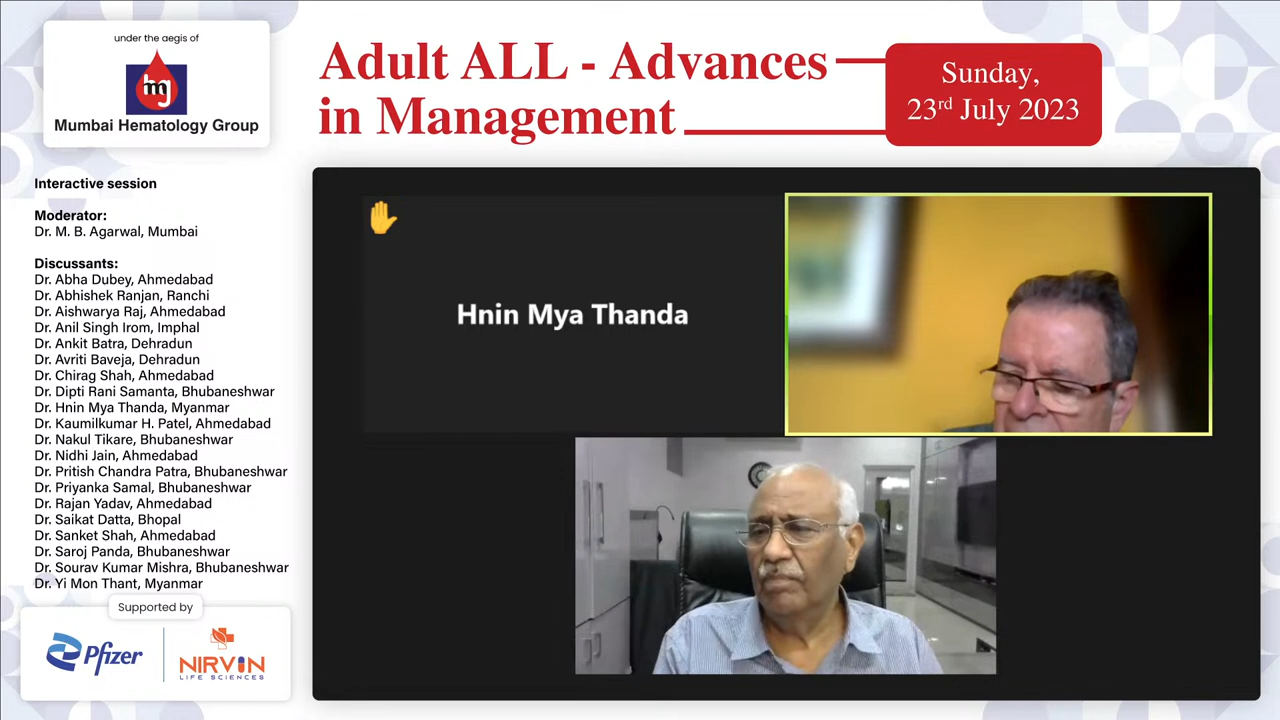 under the aegis of
mg
Mumbai Hematology Group
Adult ALL - Advances
in Management
Sunday,
23rd July 2023
Interactive session
Moderator:
Dr. M. B. Agarwal, Mumbai
Discussants:
Dr. Abha Dubey, Ahmedabad
Dr. Abhishek Ranjan, Ranchi
Dr. Aishwarya Raj, Ahmedabad
Dr. Anil Singh Irom, Imphal
Dr. Ankit Batra, Dehradun
Dr. Avriti Baveja, Dehradun
Dr. Chirag Shah, Ahmedabad
Dr. Dipti Rani Samanta, Bhubaneshwar
Dr. Hnin Mya Thanda, Myanmar
Dr. Kaumilkumar H. Patel, Ahmedabad
Dr. Nakul Tikare, Bhubaneshwar
Dr. Nidhi Jain, Ahmedabad
Dr. Pritish Chandra Patra, Bhubaneshwar
Dr. Priyanka Samal, Bhubaneshwar
Dr. Rajan Yadav, Ahmedabad
Dr. Saikat Datta, Bhopal
Dr. Sanket Shah, Ahmedabad
Dr. Saroj Panda, Bhubaneshwar
Dr. Sourav Kumar Mishra, Bhubaneshwar
Dr. Yi Mon Thant, Myanmar
Supported by
Pfizer
NIRVIN
LIFE SCIENCES
Hnin Mya Thanda